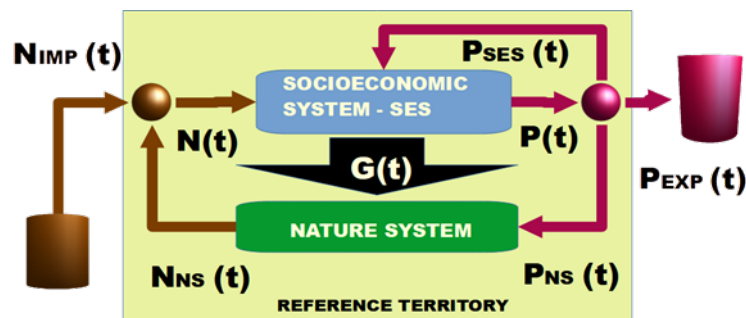 NIMP (t)
PSES (t)
SOCIOECONOMIC
SYSTEM - SES
N(t)
P(t)
G(t)
PEXP (t)
NATURE SYSTEM
NNS (t)
PNS (t)
REFERENCE TERRITORY